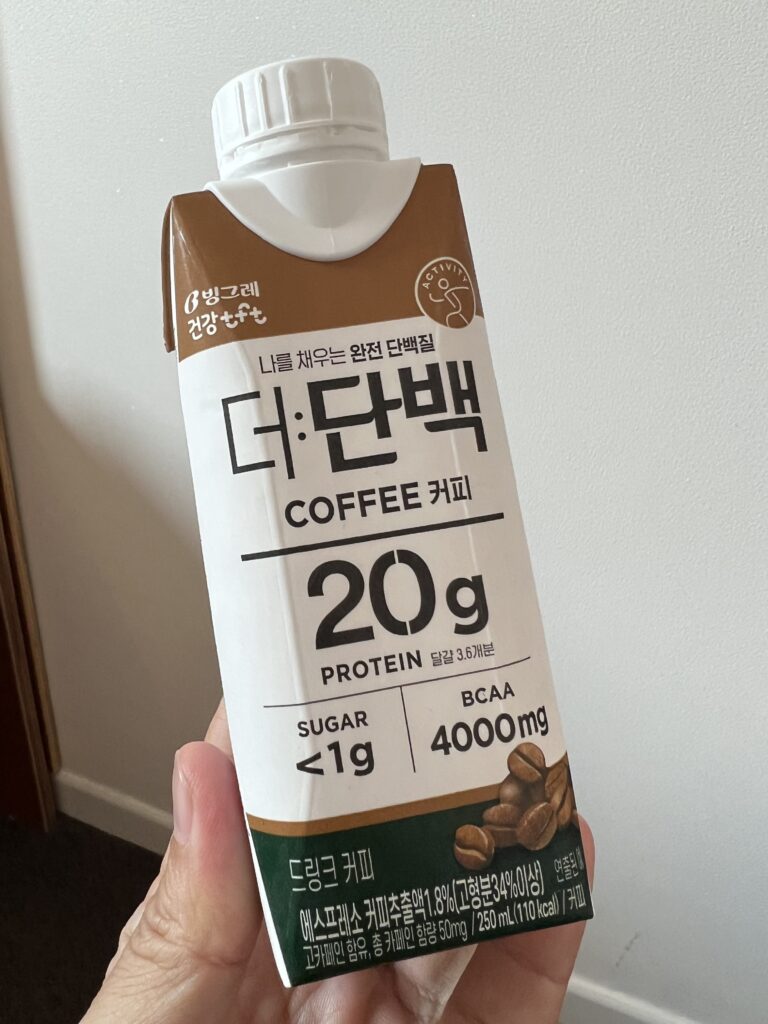 ACTIVITY
빙그레
건강 tft
나를 채우는 완전 단백질
더:단백
COFFEE 커피
20g
PROTEIN 달걀 3.6개분
SUGAR
<1g
BCAA
4000mg
드링크 커피
에스프레소커피추출액1.8%(고형분34%이상)
고카페인 함유, 총 카페인 함량 50mg / 250 mL (110 kcal) / 커피